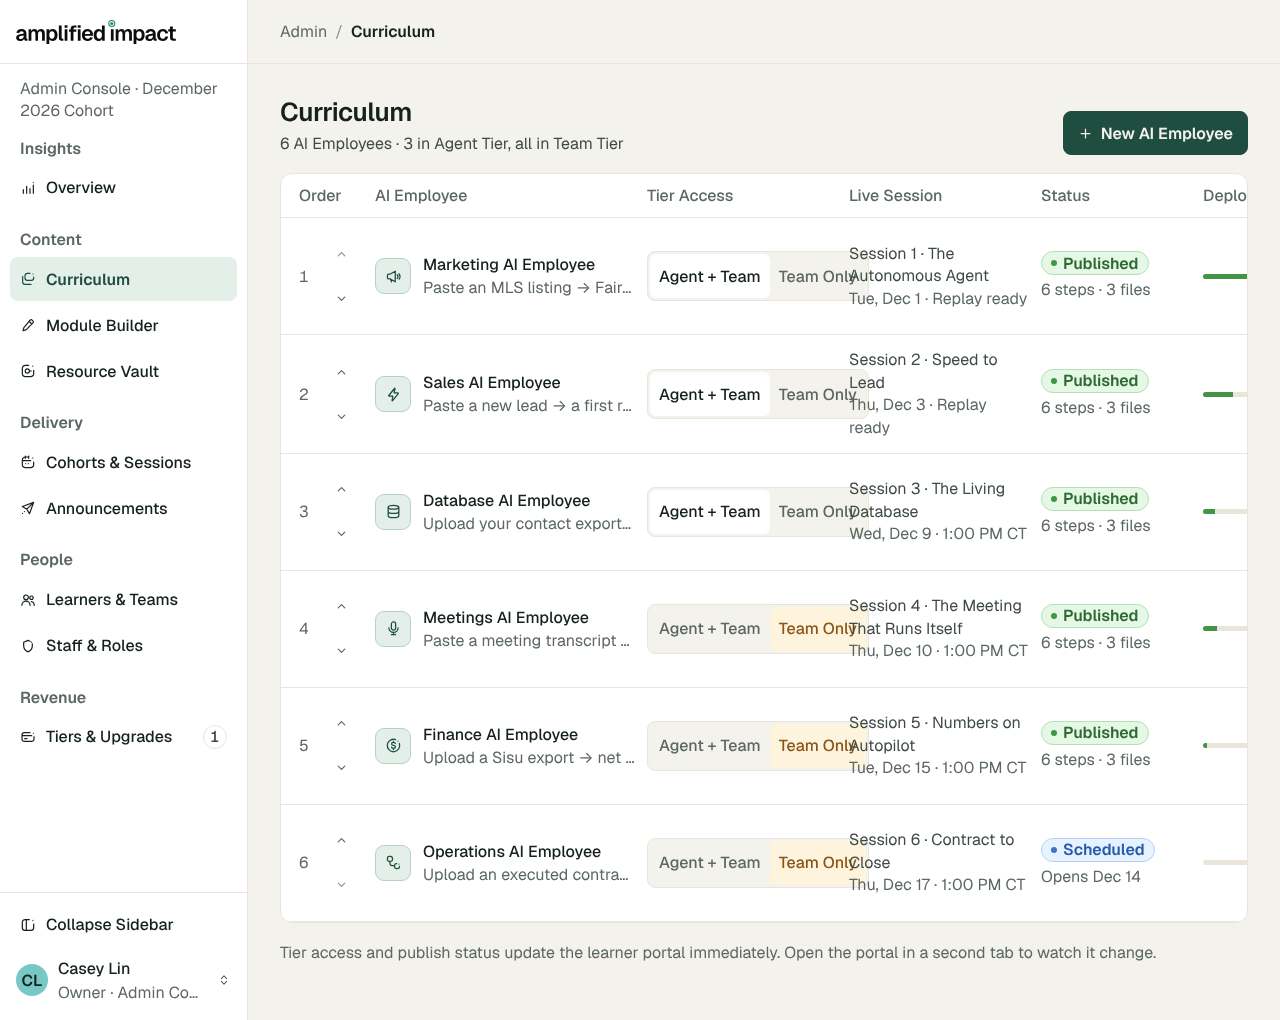 amplified impact
Admin Console · December
2026 Cohort
Insights
Overview
Content
Curriculum
Module Builder
Resource Vault
Delivery
Cohorts & Sessions
Announcements
People
Learners & Teams
Staff & Roles
Revenue
Tiers & Upgrades 1
Collapse Sidebar
CL
Casey Lin
Owner · Admin Co...
Admin / Curriculum
Curriculum
6 AI Employees · 3 in Agent Tier, all in Team Tier
+ New AI Employee
Order AI Employee Tier Access Live Session Status Deplo
1
Marketing AI Employee
Paste an MLS listing → Fair...
Agent + Team Team Only
Session 1 · The
Autonomous Agent
Tue, Dec 1 · Replay ready
Published
6 steps · 3 files
2
Sales AI Employee
Paste a new lead → a first r...
Agent + Team Team Only
Session 2 · Speed to
Lead
Thu, Dec 3 · Replay
ready
Published
6 steps · 3 files
3
Database AI Employee
Upload your contact export...
Agent + Team Team Only
Session 3 · The Living
Database
Wed, Dec 9 · 1:00 PM CT
Published
6 steps · 3 files
4
Meetings AI Employee
Paste a meeting transcript ...
Agent + Team Team Only
Session 4 · The Meeting
That Runs Itself
Thu, Dec 10 · 1:00 PM CT
Published
6 steps · 3 files
5
Finance AI Employee
Upload a Sisu export → net ...
Agent + Team Team Only
Session 5 · Numbers on
Autopilot
Tue, Dec 15 · 1:00 PM CT
Published
6 steps · 3 files
6
Operations AI Employee
Upload an executed contra...
Agent + Team Team Only
Session 6 · Contract to
Close
Thu, Dec 17 · 1:00 PM CT
Scheduled
Opens Dec 14
Tier access and publish status update the learner portal immediately. Open the portal in a second tab to watch it change.